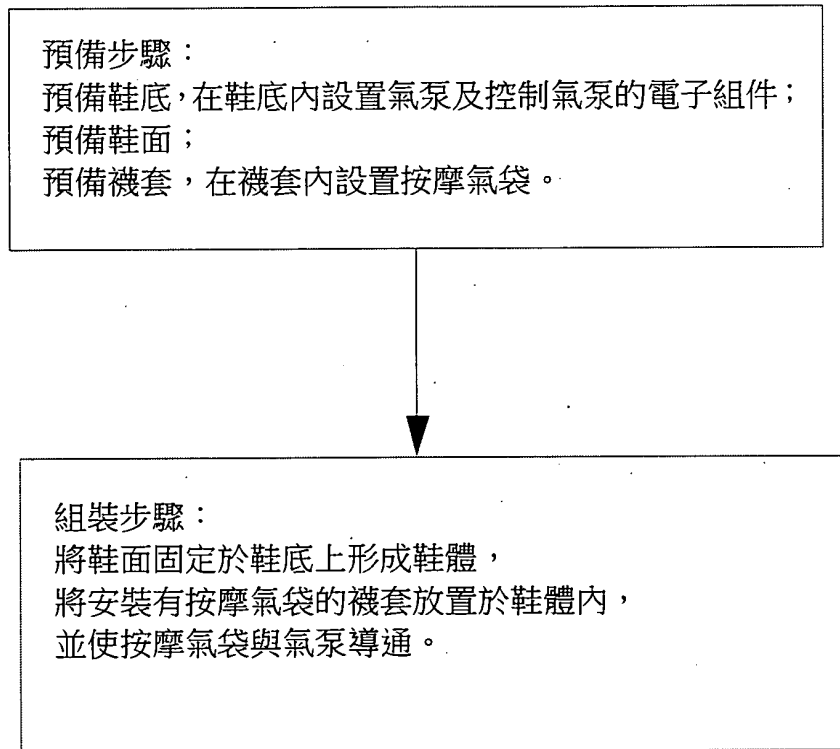 預備步驟：
預備鞋底，在鞋底內設置氣泵及控制氣泵的電子組件；
預備鞋面；
預備襪套，在襪套內設置按摩氣袋。
組裝步驟：
將鞋面固定於鞋底上形成鞋體，
將安裝有按摩氣袋的襪套放置於鞋體內，
並使按摩氣袋與氣泵導通。